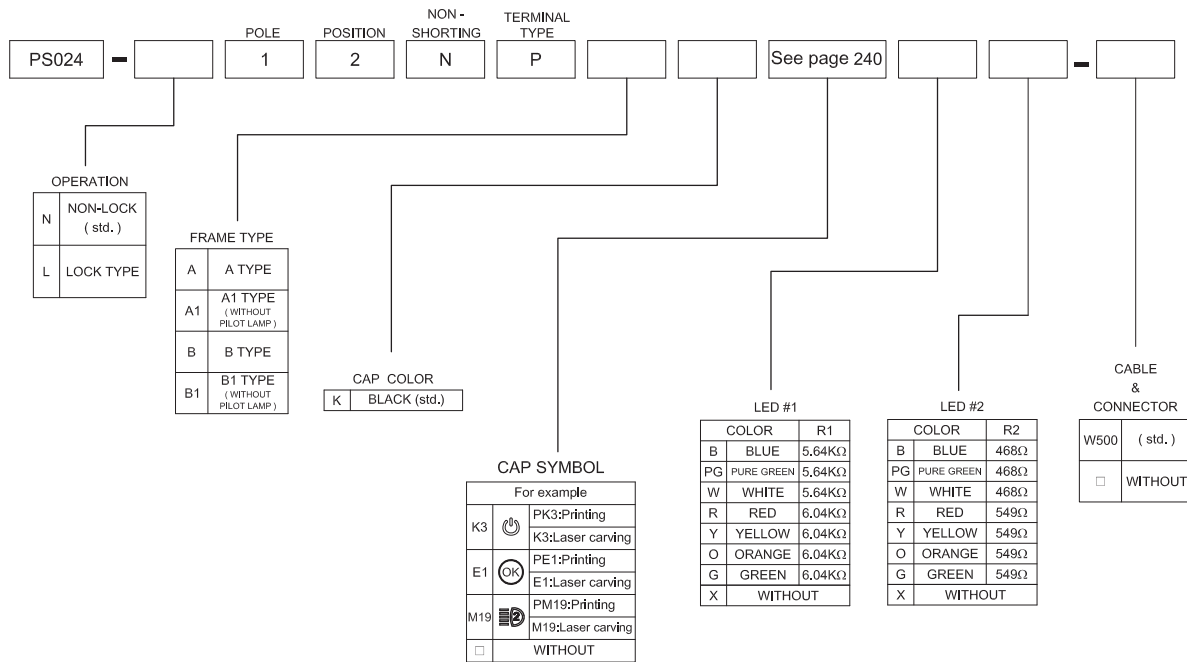 POLE
POSITION
NON -
SHORTING
TERMINAL
TYPE
PS024 - 1 2 N P See page 240 -
OPERATION
N NON-LOCK
( std. )
L LOCK TYPE
FRAME TYPE
A A TYPE
A1 A1 TYPE
( WITHOUT
PILOT LAMP )
B B TYPE
B1 B1 TYPE
( WITHOUT
PILOT LAMP )
CAP COLOR
K BLACK (std.)
CAP SYMBOL
For example
K3 PK3:Printing
K3:Laser carving
E1 OK PE1:Printing
E1:Laser carving
M19 2 PM19:Printing
M19:Laser carving
□ WITHOUT
LED #1
COLOR R1
B BLUE 5.64KΩ
PG PURE GREEN 5.64KΩ
W WHITE 5.64KΩ
R RED 6.04KΩ
Y YELLOW 6.04KΩ
O ORANGE 6.04KΩ
G GREEN 6.04KΩ
X WITHOUT
LED #2
COLOR R2
B BLUE 468Ω
PG PURE GREEN 468Ω
W WHITE 468Ω
R RED 549Ω
Y YELLOW 549Ω
O ORANGE 549Ω
G GREEN 549Ω
X WITHOUT
CABLE
&
CONNECTOR
W500 ( std. )
□ WITHOUT